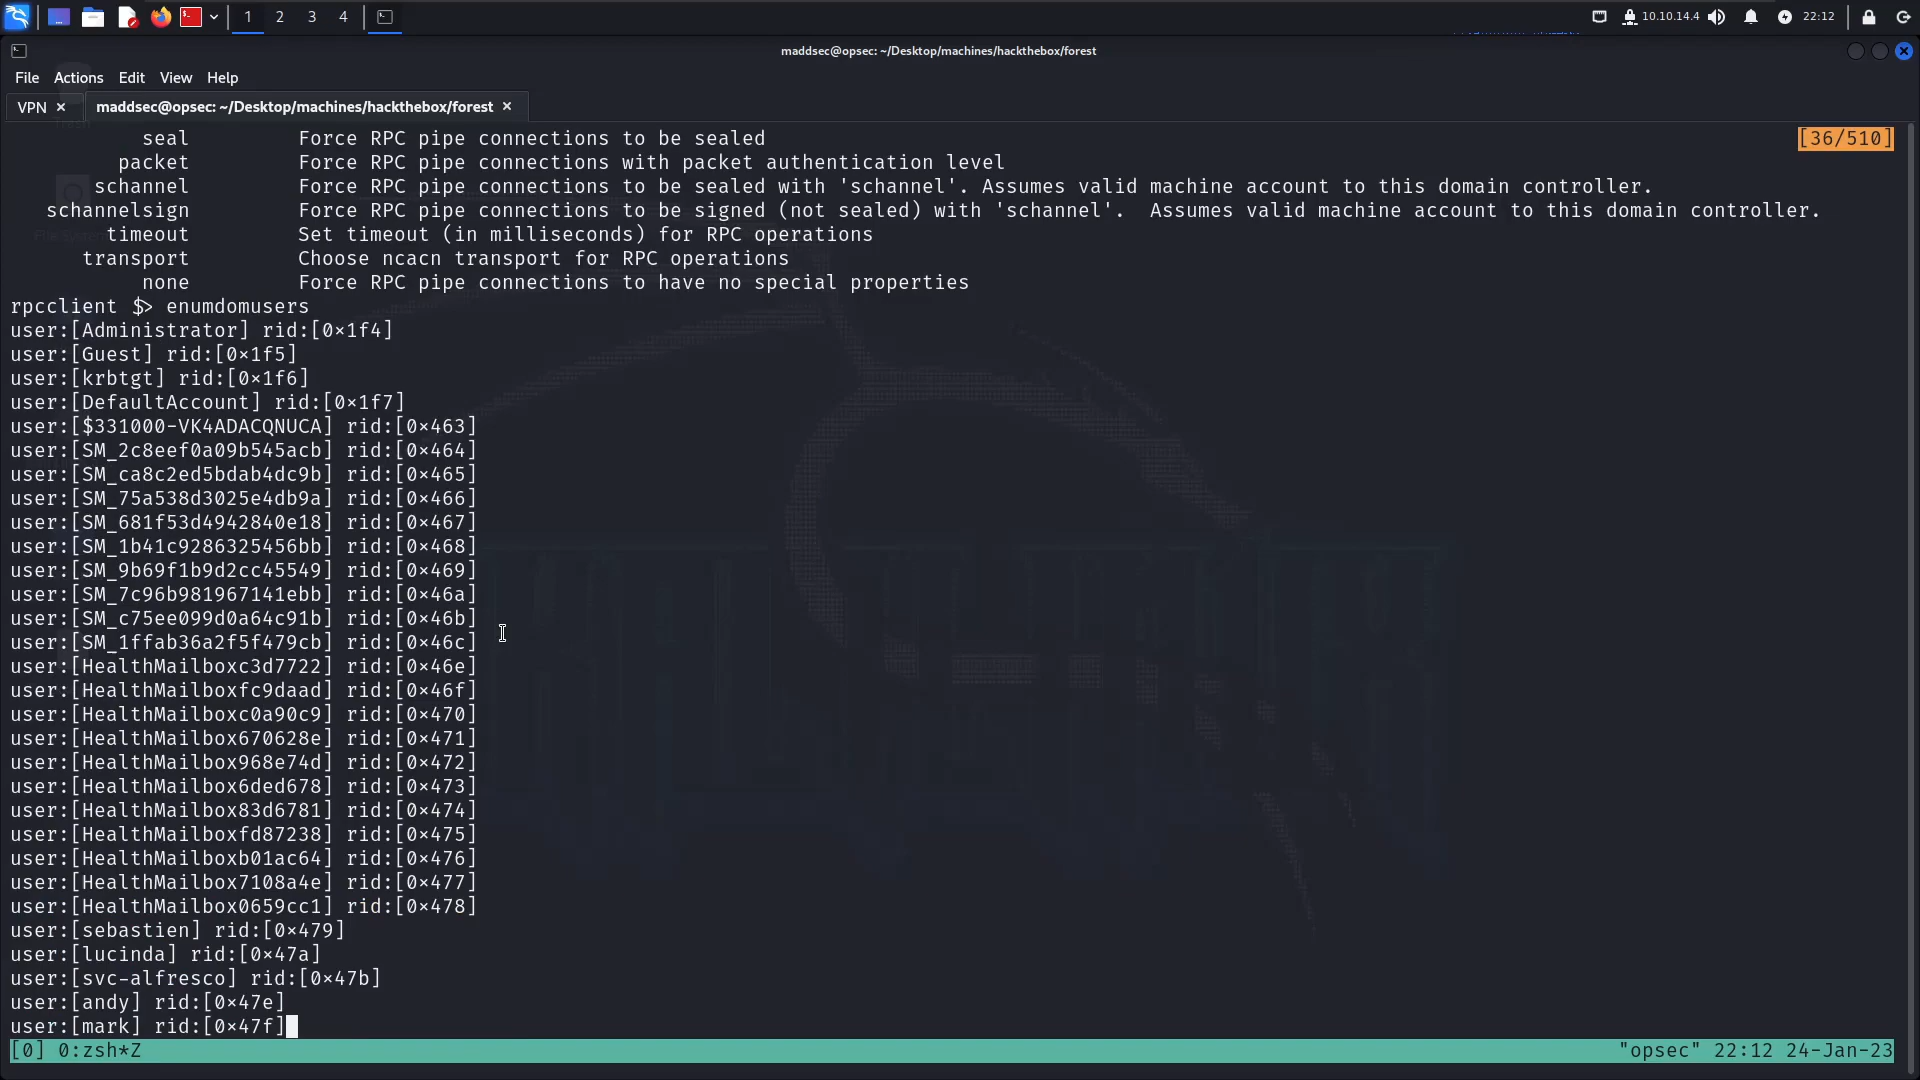 1 2 3 4 10.10.14.4 22:12
maddsec@opsec: ~/Desktop/machines/hackthebox/forest
File Actions Edit View Help
VPN × maddsec@opsec: ~/Desktop/machines/hackthebox/forest ×
seal Force RPC pipe connections to be sealed [36/510]
packet Force RPC pipe connections with packet authentication level
schannel Force RPC pipe connections to be sealed with 'schannel'. Assumes valid machine account to this domain controller.
schannelsign Force RPC pipe connections to be signed (not sealed) with 'schannel'.  Assumes valid machine account to this domain controller.
timeout Set timeout (in milliseconds) for RPC operations
transport Choose ncacn transport for RPC operations
none Force RPC pipe connections to have no special properties
rpcclient $> enumdomusers
user:[Administrator] rid:[0×1f4]
user:[Guest] rid:[0×1f5]
user:[krbtgt] rid:[0×1f6]
user:[DefaultAccount] rid:[0×1f7]
user:[$331000-VK4ADACQNUCA] rid:[0×463]
user:[SM_2c8eef0a09b545acb] rid:[0×464]
user:[SM_ca8c2ed5bdab4dc9b] rid:[0×465]
user:[SM_75a538d3025e4db9a] rid:[0×466]
user:[SM_681f53d4942840e18] rid:[0×467]
user:[SM_1b41c9286325456bb] rid:[0×468]
user:[SM_9b69f1b9d2cc45549] rid:[0×469]
user:[SM_7c96b981967141ebb] rid:[0×46a]
user:[SM_c75ee099d0a64c91b] rid:[0×46b]
user:[SM_1ffab36a2f5f479cb] rid:[0×46c]
user:[HealthMailboxc3d7722] rid:[0×46e]
user:[HealthMailboxfc9daad] rid:[0×46f]
user:[HealthMailboxc0a90c9] rid:[0×470]
user:[HealthMailbox670628e] rid:[0×471]
user:[HealthMailbox968e74d] rid:[0×472]
user:[HealthMailbox6ded678] rid:[0×473]
user:[HealthMailbox83d6781] rid:[0×474]
user:[HealthMailboxfd87238] rid:[0×475]
user:[HealthMailboxb01ac64] rid:[0×476]
user:[HealthMailbox7108a4e] rid:[0×477]
user:[HealthMailbox0659cc1] rid:[0×478]
user:[sebastien] rid:[0×479]
user:[lucinda] rid:[0×47a]
user:[svc-alfresco] rid:[0×47b]
user:[andy] rid:[0×47e]
user:[mark] rid:[0×47f]
[0] 0:zsh*Z "opsec" 22:12 24-Jan-23